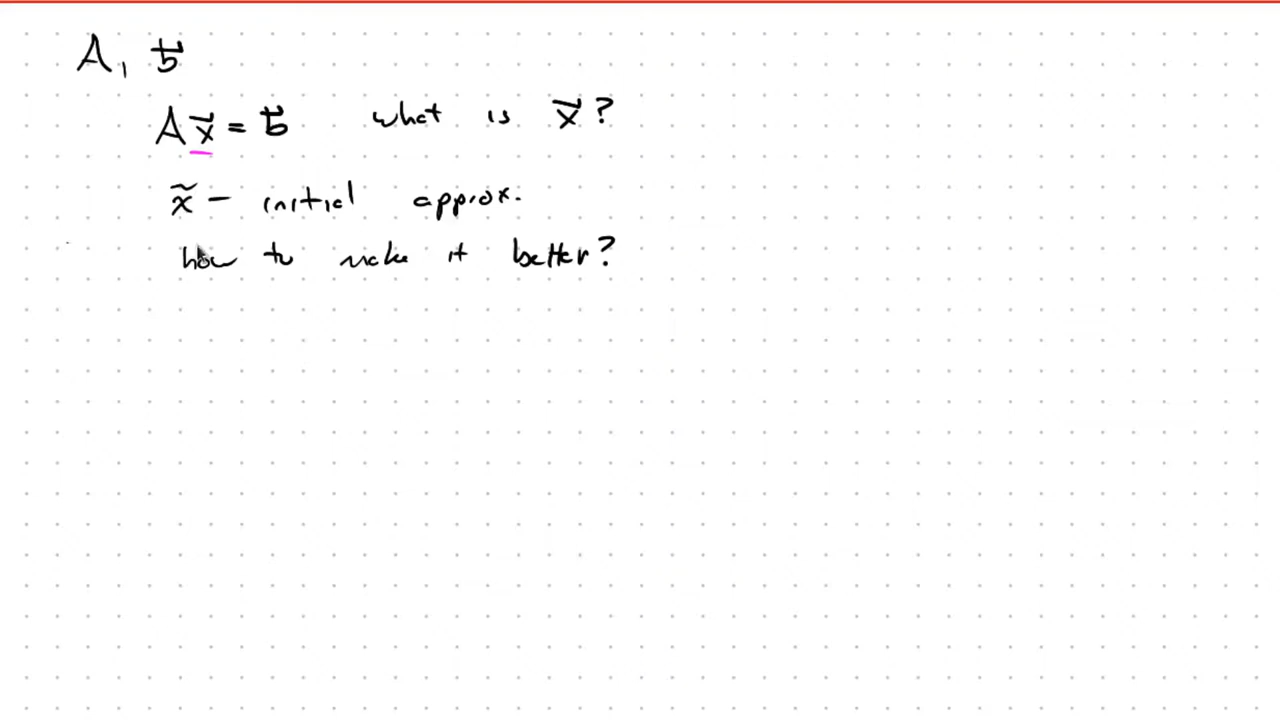 A, b⃗
A x⃗ = b⃗ what is x⃗?
x̃ - initial approx.
how to make it better?